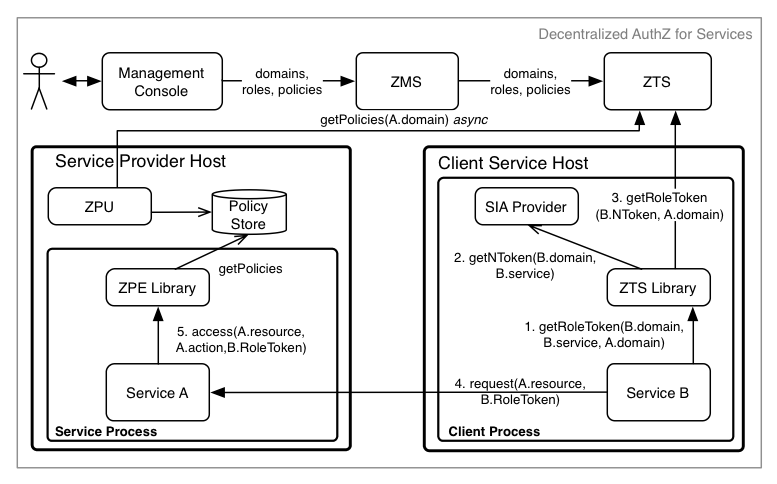 Decentralized AuthZ for Services
Management
Console
domains,
roles, policies
ZMS
domains,
roles, policies
ZTS
getPolicies(A.domain) async
Service Provider Host
ZPU
Policy
Store
getPolicies
ZPE Library
5. access(A.resource,
A.action,B.RoleToken)
Service A
Service Process
Client Service Host
SIA Provider
3. getRoleToken
(B.NToken, A.domain)
2. getNToken(B.domain,
B.service)
ZTS Library
1. getRoleToken(B.domain,
B.service, A.domain)
4. request(A.resource,
B.RoleToken)
Service B
Client Process